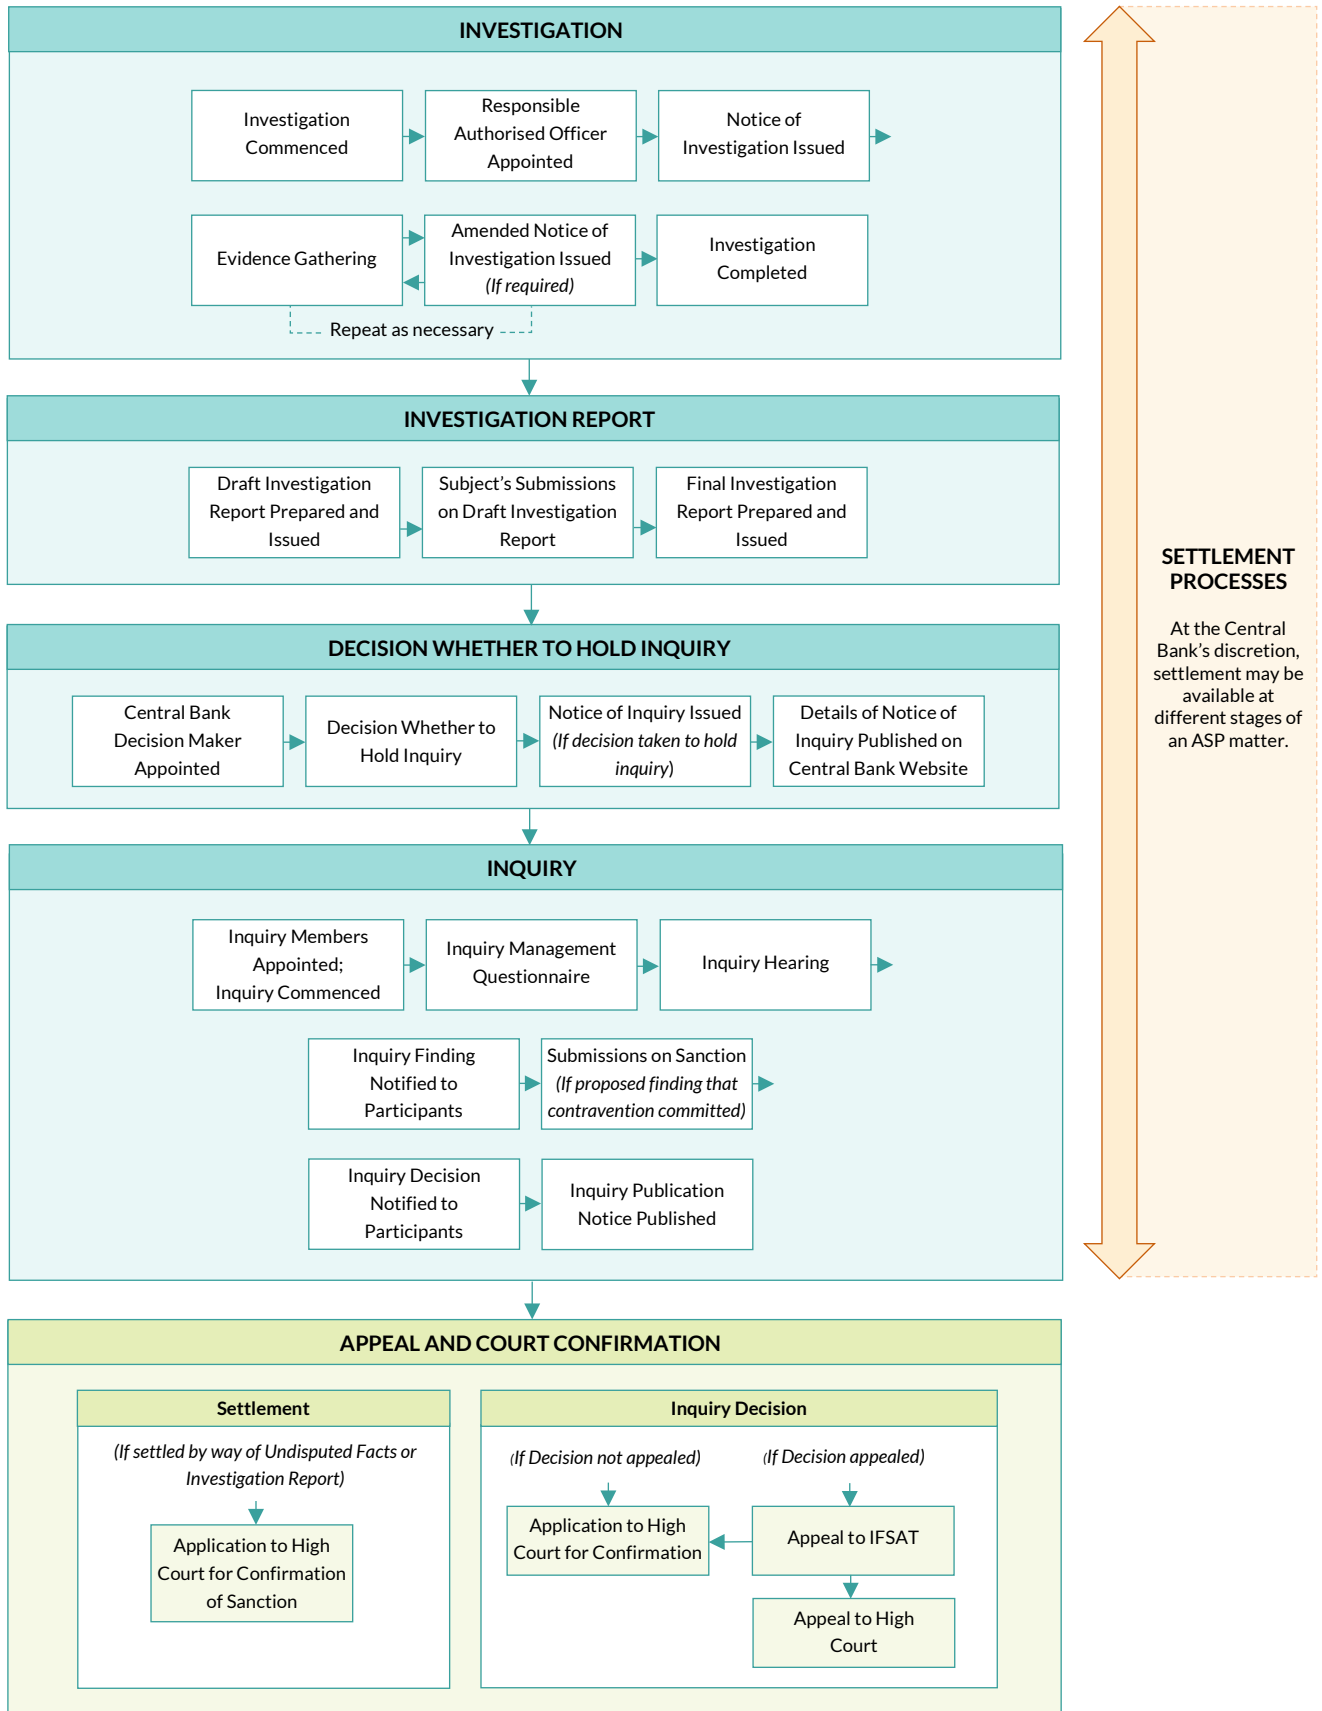 INVESTIGATION
Investigation
Commenced
Responsible
Authorised Officer
Appointed
Notice of
Investigation Issued
Evidence Gathering
Amended Notice of
Investigation Issued
(If required)
Investigation
Completed
Repeat as necessary
INVESTIGATION REPORT
Draft Investigation
Report Prepared and
Issued
Subject's Submissions
on Draft Investigation
Report
Final Investigation
Report Prepared and
Issued
DECISION WHETHER TO HOLD INQUIRY
Central Bank
Decision Maker
Appointed
Decision Whether to
Hold Inquiry
Notice of Inquiry Issued
(If decision taken to hold
inquiry)
Details of Notice of
Inquiry Published on
Central Bank Website
INQUIRY
Inquiry Members
Appointed;
Inquiry Commenced
Inquiry Management
Questionnaire
Inquiry Hearing
Inquiry Finding
Notified to
Participants
Submissions on Sanction
(If proposed finding that
contravention committed)
Inquiry Decision
Notified to
Participants
Inquiry Publication
Notice Published
SETTLEMENT
PROCESSES
At the Central
Bank's discretion,
settlement may be
available at
different stages of
an ASP matter.
APPEAL AND COURT CONFIRMATION
Settlement
(If settled by way of Undisputed Facts or
Investigation Report)
Application to High
Court for Confirmation
of Sanction
Inquiry Decision
(If Decision not appealed)
(If Decision appealed)
Application to High
Court for Confirmation
Appeal to IFSAT
Appeal to High
Court